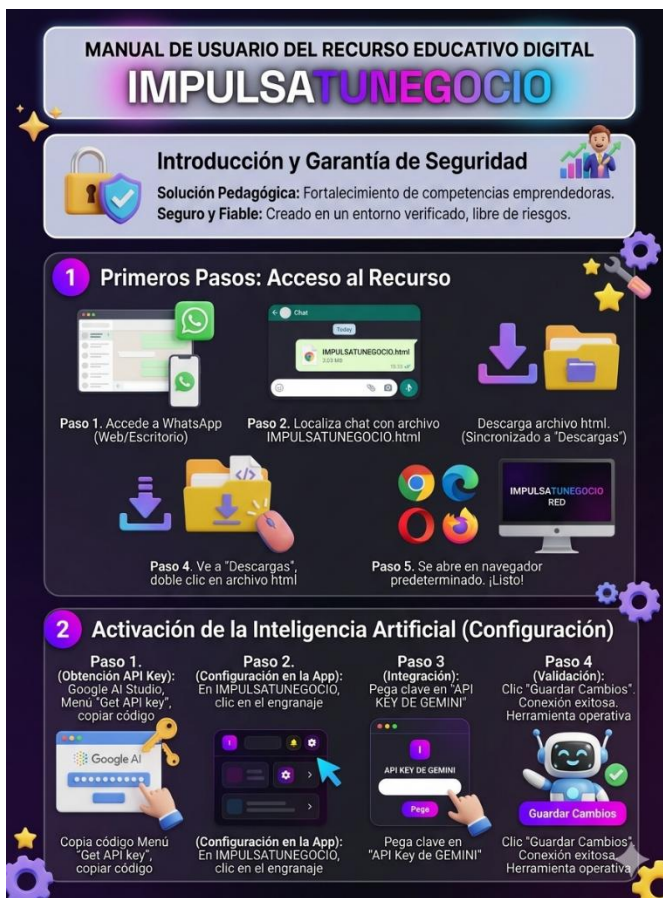 MANUAL DE USUARIO DEL RECURSO EDUCATIVO DIGITAL
IMPULSATUNEGOCIO
Introducción y Garantía de Seguridad
Solución Pedagógica: Fortalecimiento de competencias emprendedoras.
Seguro y Fiable: Creado en un entorno verificado, libre de riesgos.
1 Primeros Pasos: Acceso al Recurso
Chat
Today
IMPULSATUNEGOCIO.html
Paso 1. Accede a WhatsApp
(Web/Escritorio)
Paso 2. Localiza chat con archivo
IMPULSATUNEGOCIO.html
Descarga archivo html.
(Sincronizado a "Descargas")
</>
IMPULSATUNEGOCIO
RED
Paso 4. Ve a "Descargas",
doble clic en archivo html
Paso 5. Se abre en navegador
predeterminado. ¡Listo!
2 Activación de la Inteligencia Artificial (Configuración)
Paso 1.
(Obtención API Key):
Google AI Studio,
Menú "Get API key",
copiar código
Paso 2.
(Configuración en la App):
En IMPULSATUNEGOCIO,
clic en el engranaje
Paso 3
(Integración):
Pega clave en "API
KEY DE GEMINI"
Paso 4
(Validación):
Clic "Guardar Cambios".
Conexión exitosa.
Herramienta operativa
Google AI
I
I
API KEY DE GEMINI
Pege
Guardar Cambios
Copia código Menú
"Get API key",
copiar código
(Configuración en la App):
En IMPULSATUNEGOCIO,
clic en el engranaje
Pega clave en
"API Key de GEMINI"
Clic "Guardar Cambios".
Conexión exitosa.
Herramienta operativa